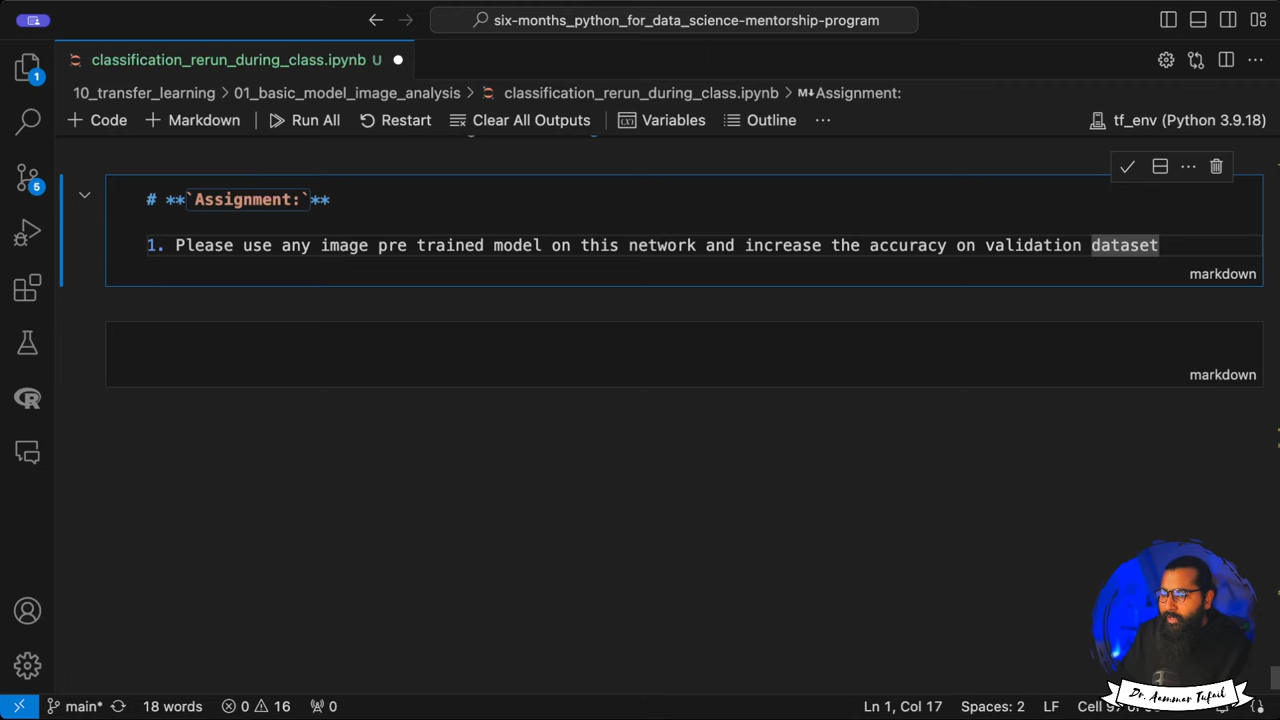 six-months_python_for_data_science-mentorship-program
classification_rerun_during_class.ipynb U
10_transfer_learning > 01_basic_model_image_analysis > classification_rerun_during_class.ipynb > M↓Assignment:
+ Code + Markdown Run All Restart Clear All Outputs Variables Outline ... tf_env (Python 3.9.18)
1
5
# **`Assignment:`**
1. Please use any image pre trained model on this network and increase the accuracy on validation dataset
markdown
markdown
Dr. Aammar Tufail
main* 18 words 0 16 0 Ln 1, Col 17 Spaces: 2 LF